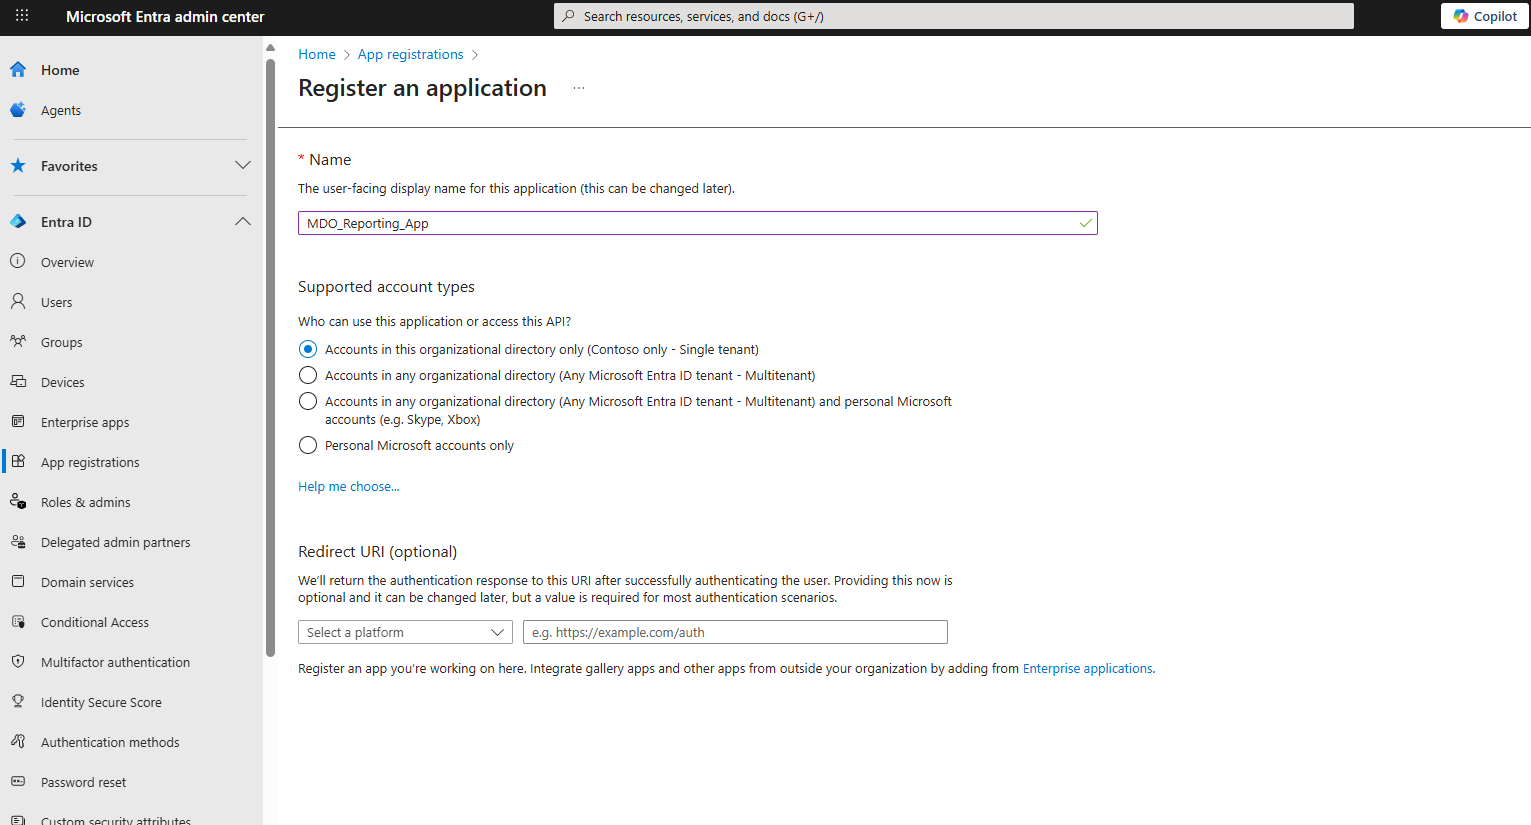 Microsoft Entra admin center
Search resources, services, and docs (G+/)
Copilot
Home
Agents
Favorites
Entra ID
Overview
Users
Groups
Devices
Enterprise apps
App registrations
Roles & admins
Delegated admin partners
Domain services
Conditional Access
Multifactor authentication
Identity Secure Score
Authentication methods
Password reset
Custom security attributes
Home > App registrations >
Register an application ...
* Name
The user-facing display name for this application (this can be changed later).
MDO_Reporting_App
Supported account types
Who can use this application or access this API?
Accounts in this organizational directory only (Contoso only - Single tenant)
Accounts in any organizational directory (Any Microsoft Entra ID tenant - Multitenant)
Accounts in any organizational directory (Any Microsoft Entra ID tenant - Multitenant) and personal Microsoft
accounts (e.g. Skype, Xbox)
Personal Microsoft accounts only
Help me choose...
Redirect URI (optional)
We'll return the authentication response to this URI after successfully authenticating the user. Providing this now is
optional and it can be changed later, but a value is required for most authentication scenarios.
Select a platform
e.g. https://example.com/auth
Register an app you're working on here. Integrate gallery apps and other apps from outside your organization by adding from Enterprise applications.